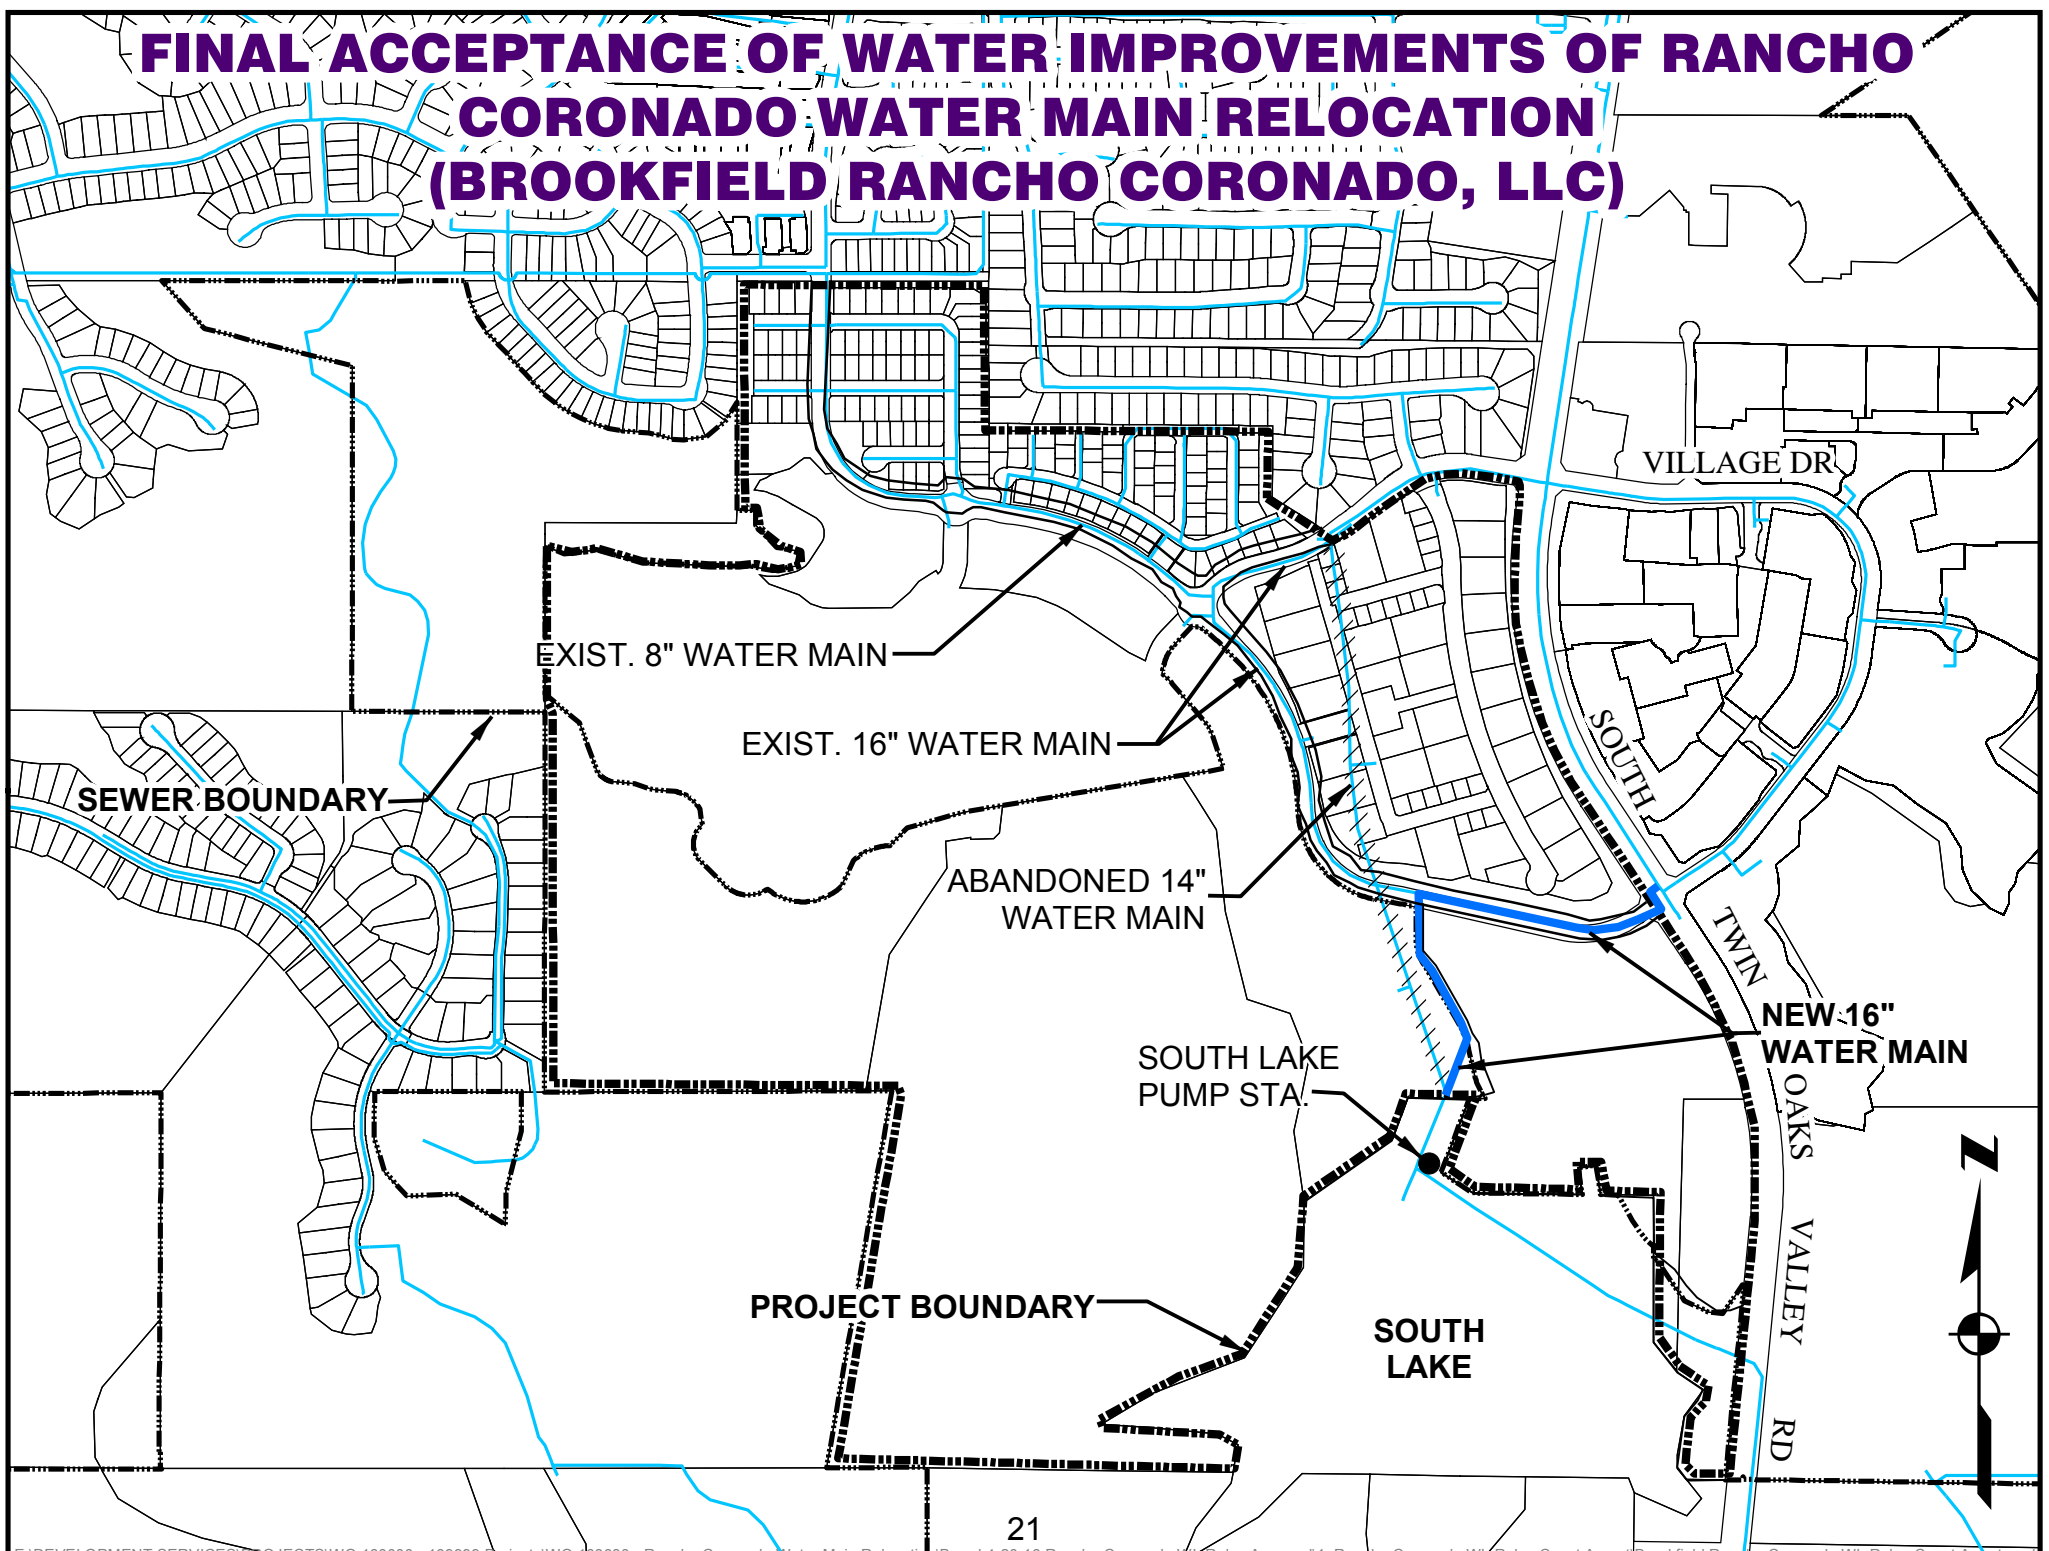 FINAL ACCEPTANCE OF WATER IMPROVEMENTS OF RANCHO
CORONADO WATER MAIN RELOCATION
(BROOKFIELD RANCHO CORONADO, LLC)
VILLAGE DR
EXIST. 8" WATER MAIN
EXIST. 16" WATER MAIN
SEWER BOUNDARY
SOUTH
ABANDONED 14"
WATER MAIN
TWIN
NEW 16"
WATER MAIN
SOUTH LAKE
PUMP STA.
OAKS
VALLEY
PROJECT BOUNDARY
SOUTH
LAKE
RD
N
21